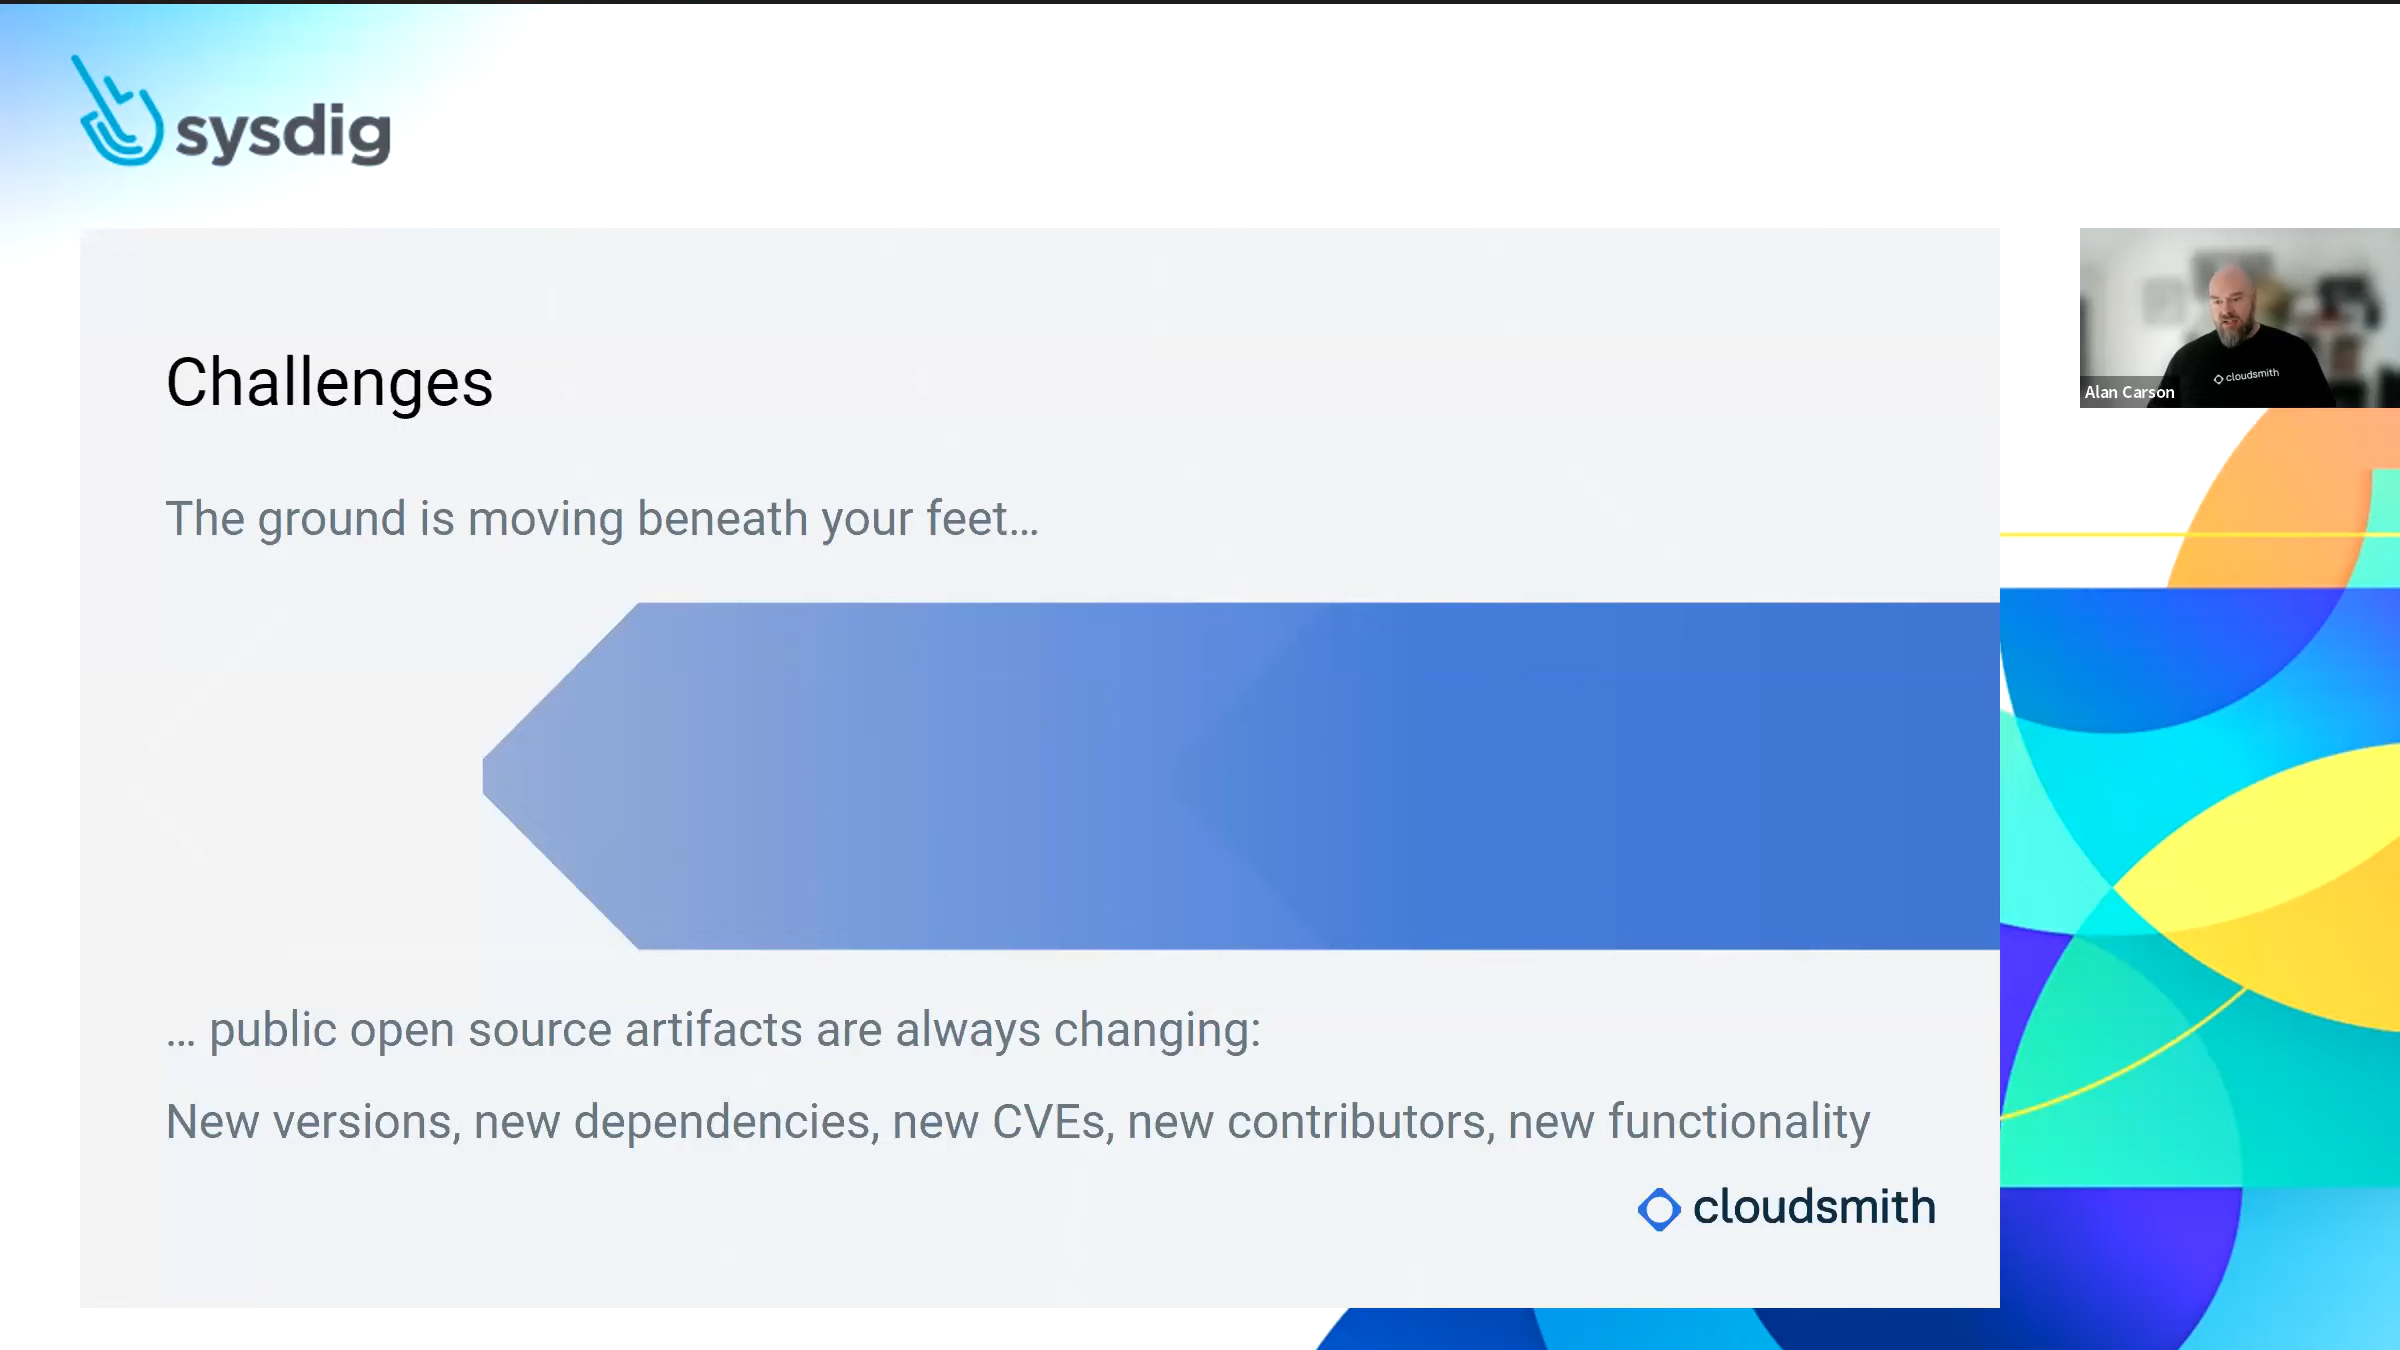 sysdig
Challenges
The ground is moving beneath your feet...
cloudsmith
Alan Carson
... public open source artifacts are always changing:
New versions, new dependencies, new CVEs, new contributors, new functionality
cloudsmith